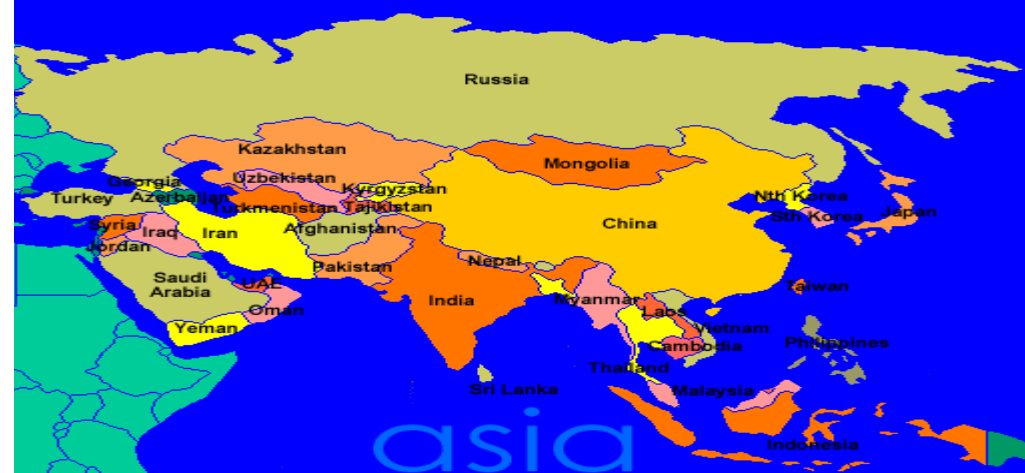 Russia
Kazakhstan
Mongolia
Uzbekistan
Georgia
Kyrgyzstan
Turkey
Azerbaijan
Nth Korea
Turkmenistan
Tajikistan
Japan
Sth Korea
Syria
Iraq
Iran
Afghanistan
China
Jordan
Nepal
Pakistan
Saudi
Arabia
UAE
Taiwan
India
Myanmar
Oman
Laos
Yeman
Vietnam
Philippines
Cambodia
Thailand
Sri Lanka
Malaysia
Indonesia
asia